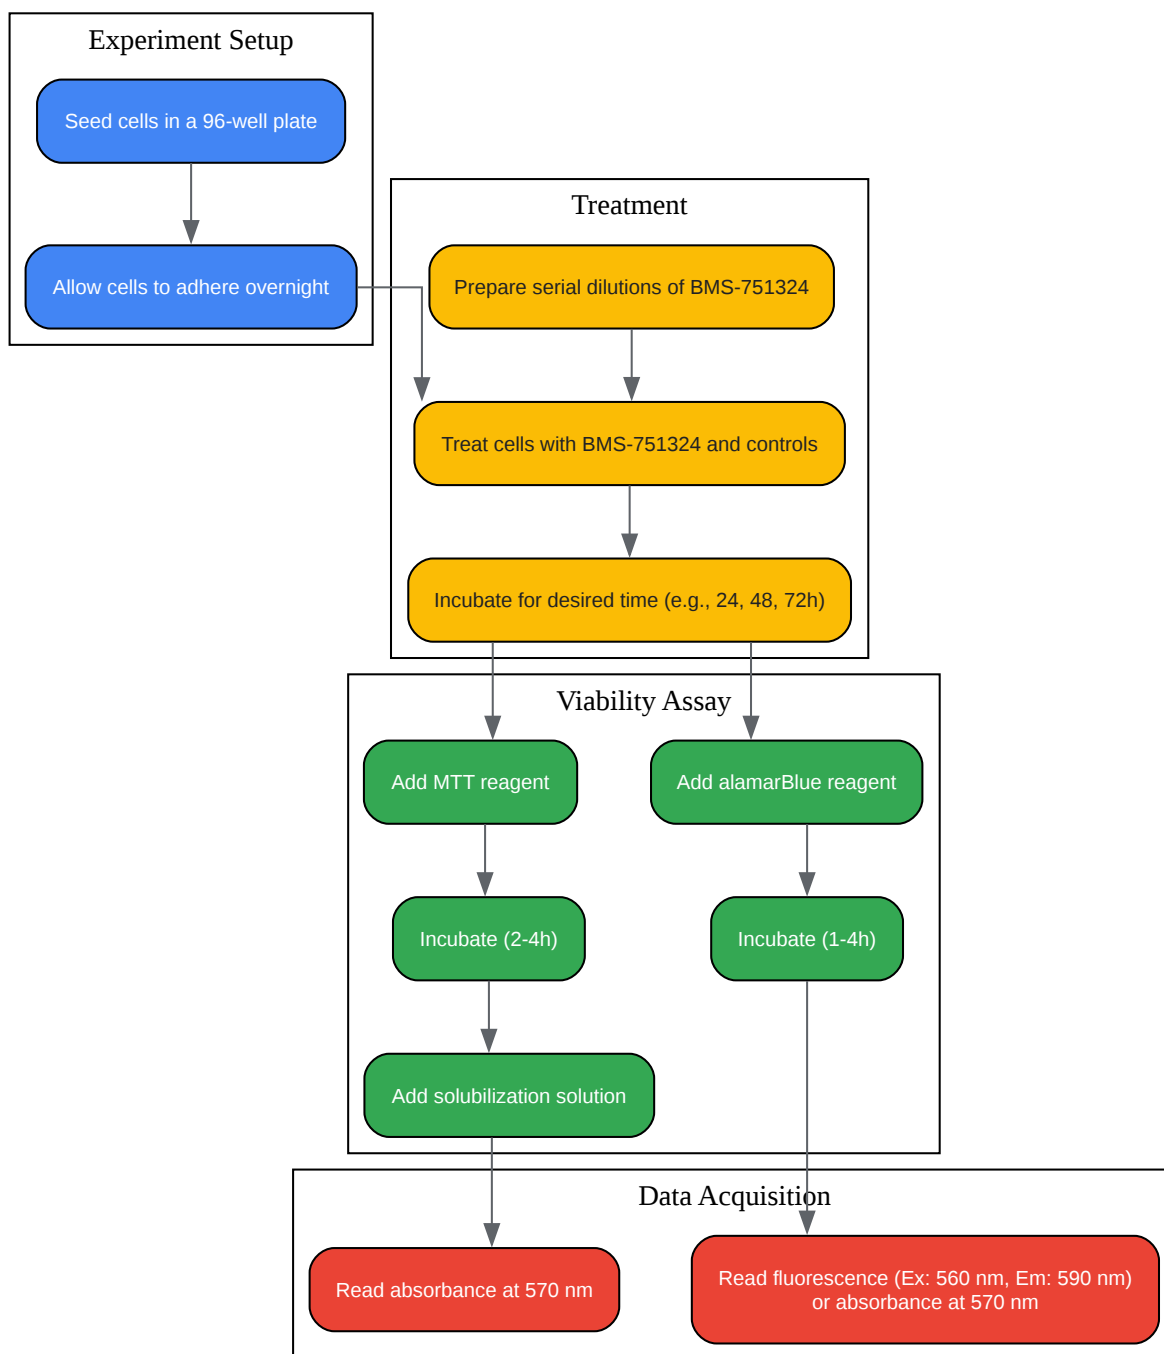 Experiment Setup
Seed cells in a 96-well plate
Allow cells to adhere overnight
Treatment
Prepare serial dilutions of BMS-751324
Treat cells with BMS-751324 and controls
Incubate for desired time (e.g., 24, 48, 72h)
Viability Assay
Add MTT reagent
Add alamarBlue reagent
Incubate (2-4h)
Incubate (1-4h)
Add solubilization solution
Data Acquisition
Read absorbance at 570 nm
Read fluorescence (Ex: 560 nm, Em: 590 nm)
or absorbance at 570 nm